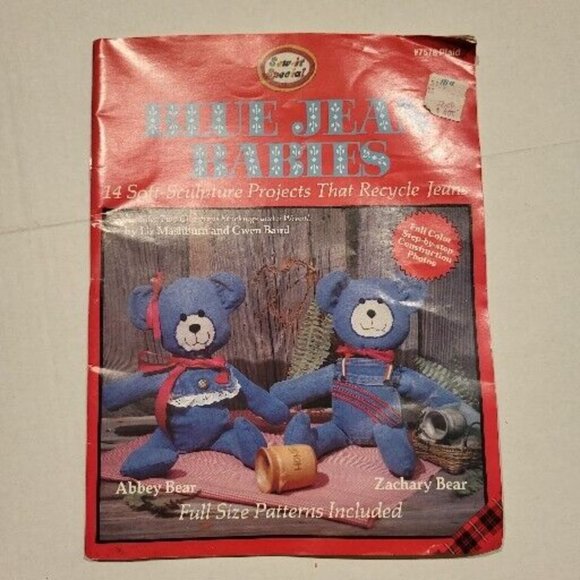 #7578 Plaid
Sew-it
Special
BLUE JEAN
BABIES
14 Soft-Sculpture Projects That Recycle Jeans
by Liz Mashburn and Gwen Baird
Full Color
Step-by-step
Construction
Photos
HONEY
Abbey Bear
Zachary Bear
Full Size Patterns Included